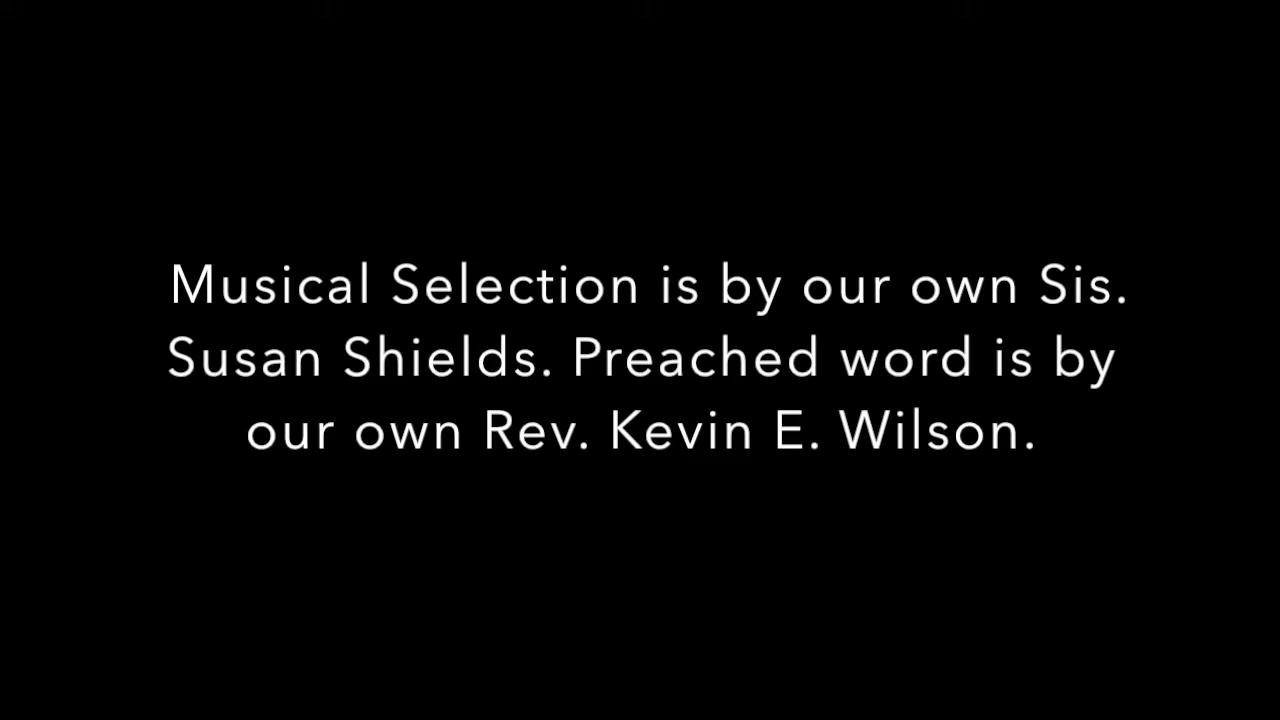 Musical Selection is by our own Sis.
Susan Shields. Preached word is by
our own Rev. Kevin E. Wilson.